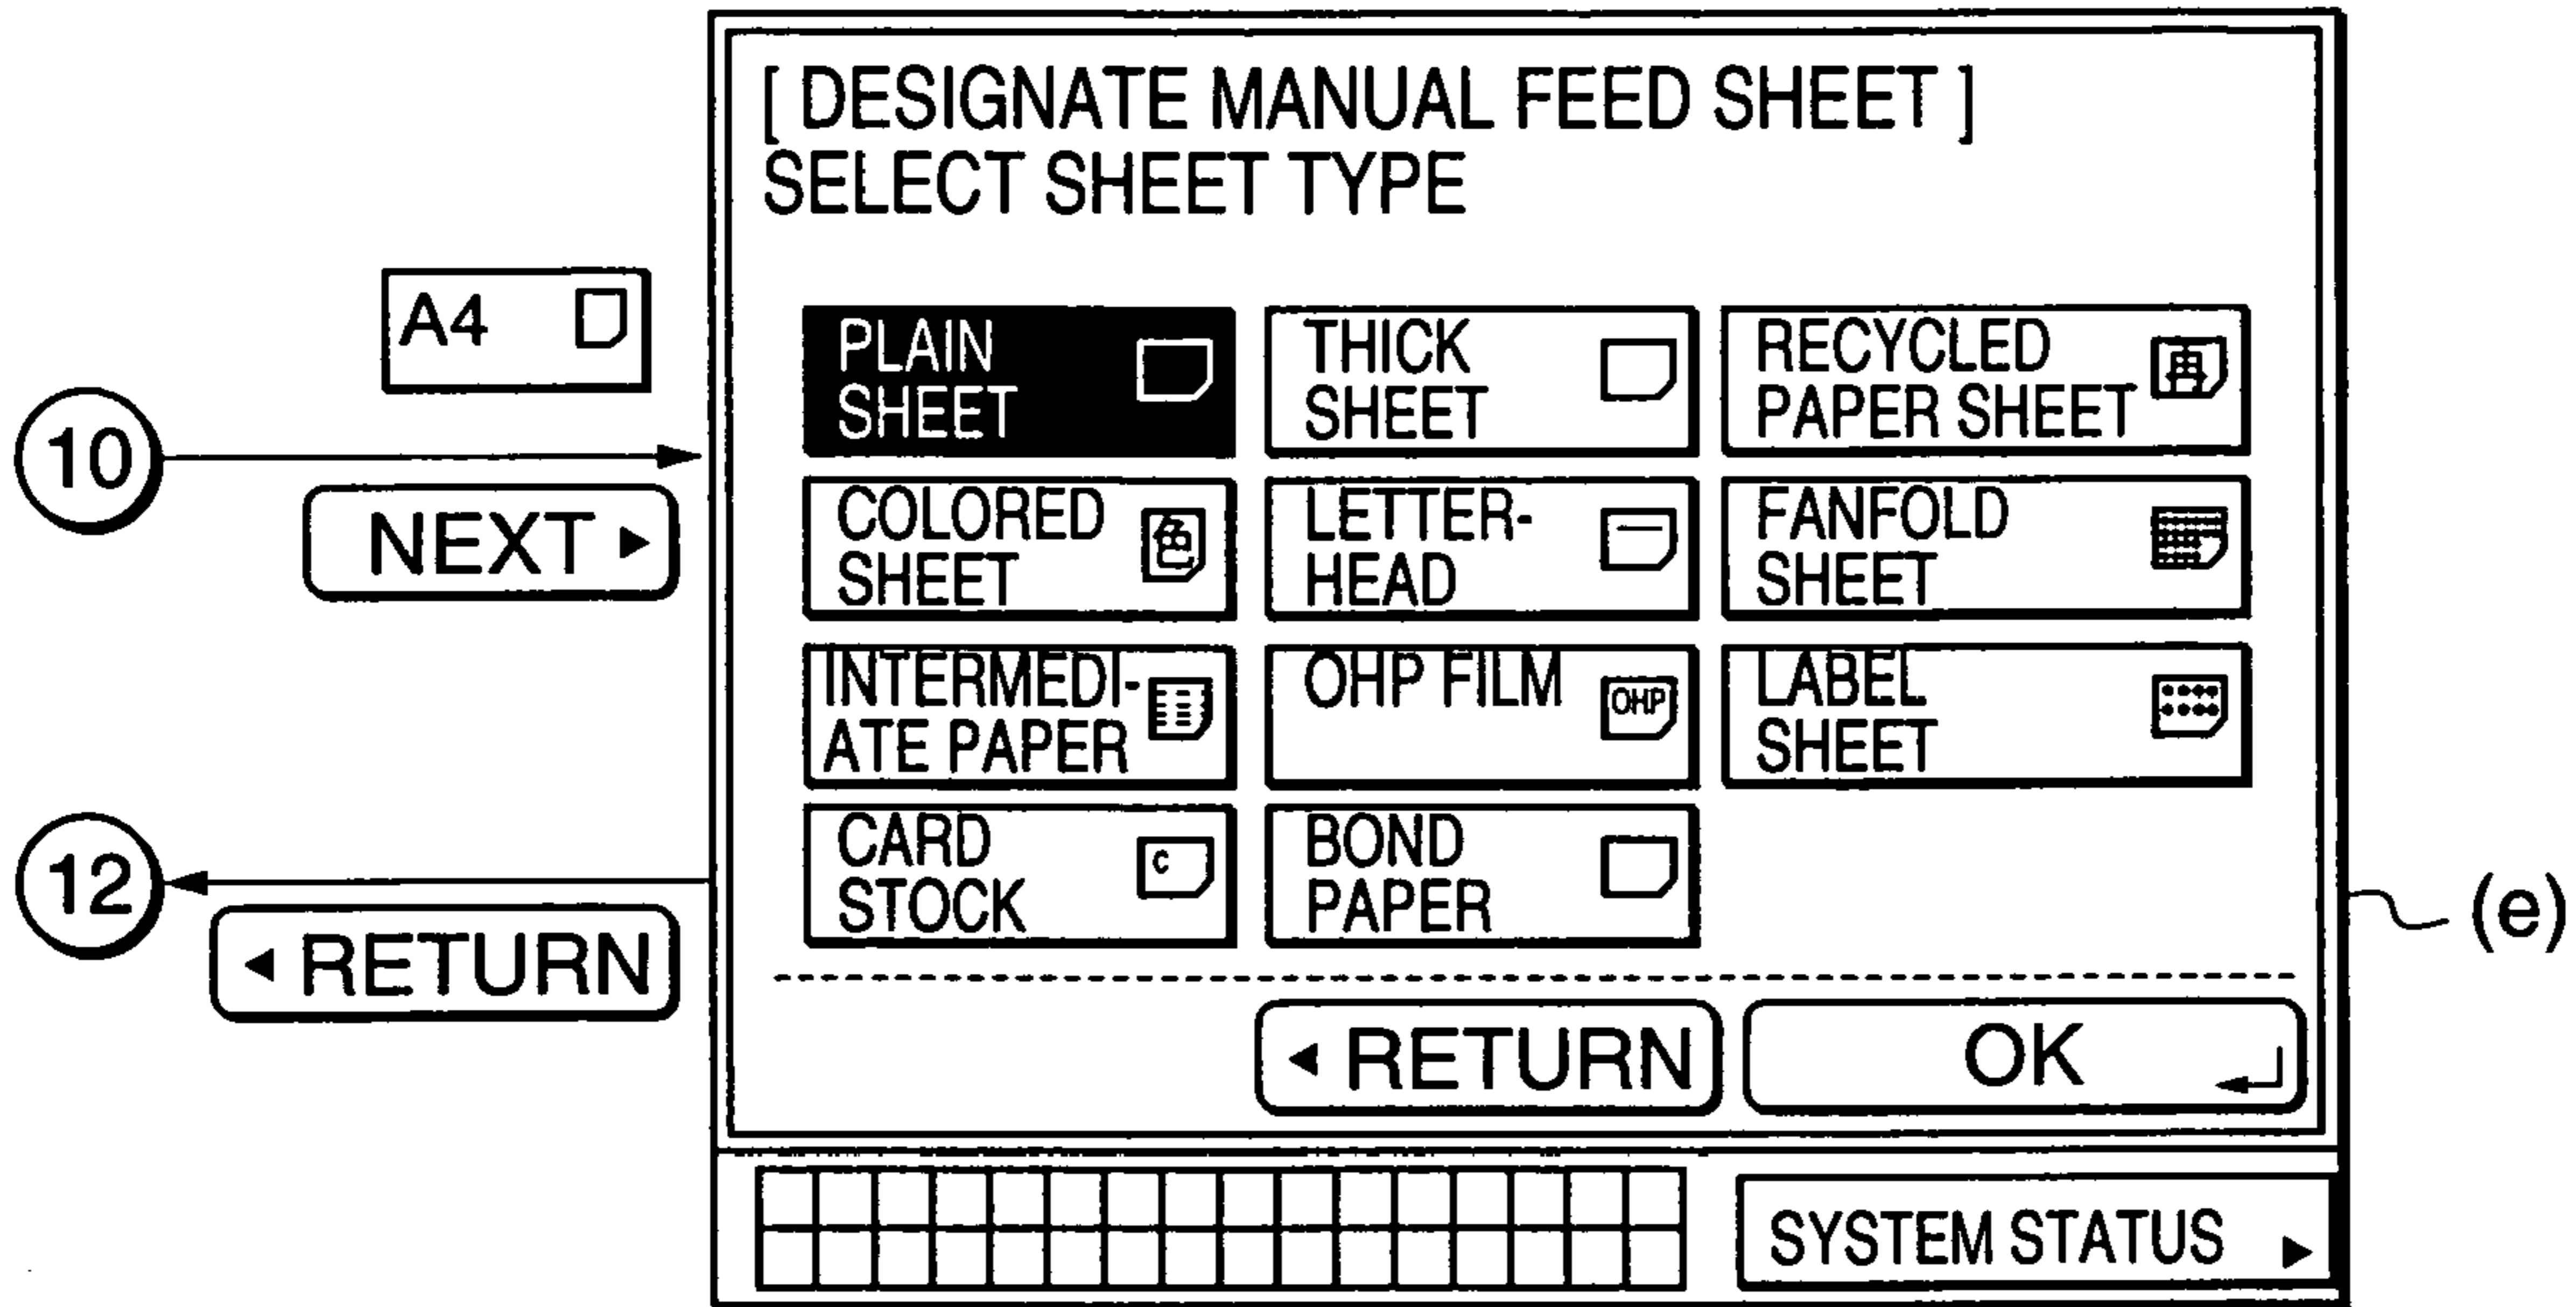 [ DESIGNATE MANUAL FEED SHEET ]
SELECT SHEET TYPE
A4
10
NEXT ▸
12
◂ RETURN
PLAIN
SHEET
THICK
SHEET
RECYCLED
PAPER SHEET
再
COLORED
SHEET
色
LETTER-
HEAD
FANFOLD
SHEET
INTERMEDI-
ATE PAPER
OHP FILM
OHP
LABEL
SHEET
CARD
STOCK
C
BOND
PAPER
◂ RETURN
OK
SYSTEM STATUS ▸
(e)